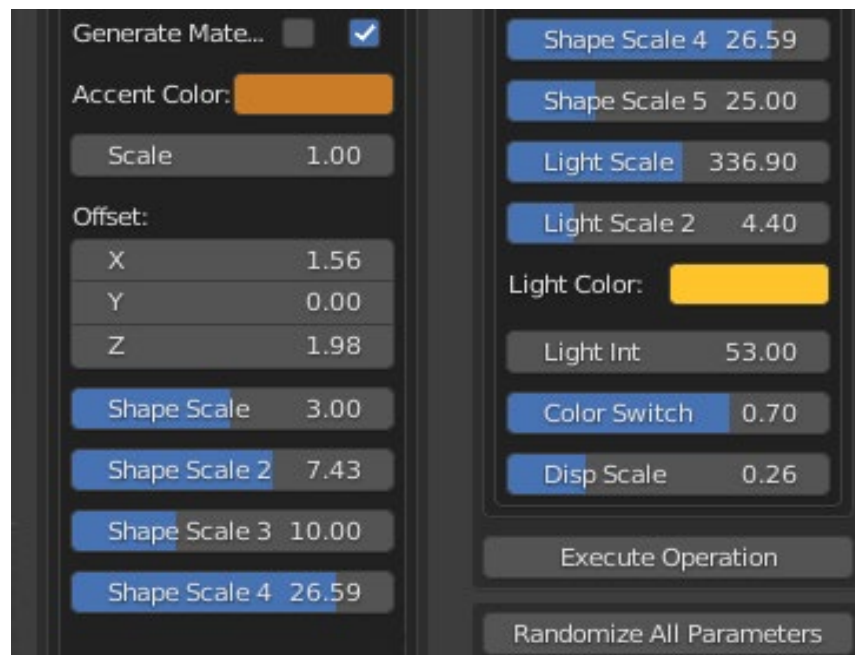 Generate Mate...
Accent Color:
Scale 1.00
Offset:
X 1.56
Y 0.00
Z 1.98
Shape Scale 3.00
Shape Scale 2 7.43
Shape Scale 3 10.00
Shape Scale 4 26.59
Shape Scale 4 26.59
Shape Scale 5 25.00
Light Scale 336.90
Light Scale 2 4.40
Light Color:
Light Int 53.00
Color Switch 0.70
Disp Scale 0.26
Execute Operation
Randomize All Parameters